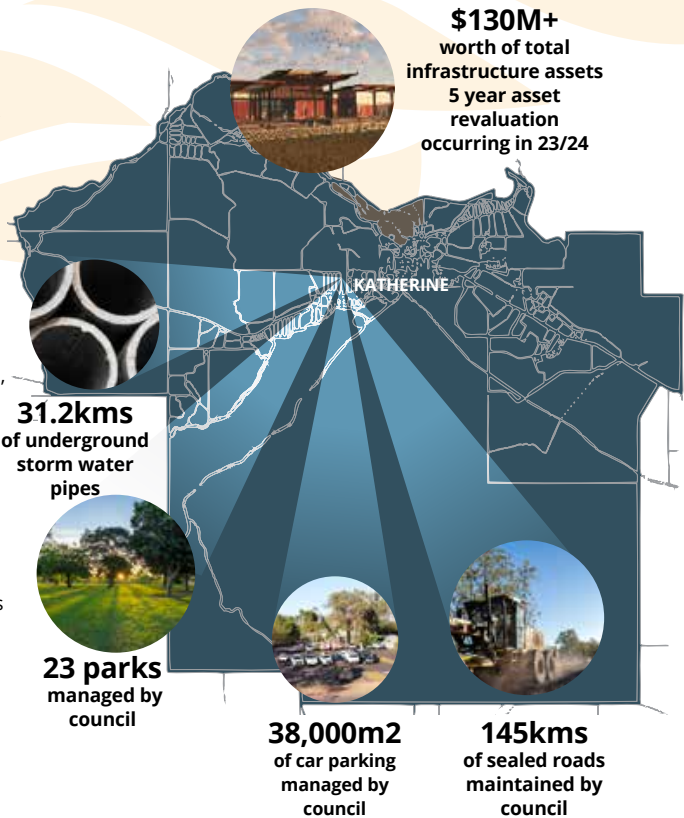 $130M+
worth of total
infrastructure assets
5 year asset
revaluation
occurring in 23/24
KATHERINE
,
31.2kms
of underground
storm water
pipes
s
23 parks
managed by
council
38,000m2
of car parking
managed by
council
145kms
of sealed roads
maintained by
council